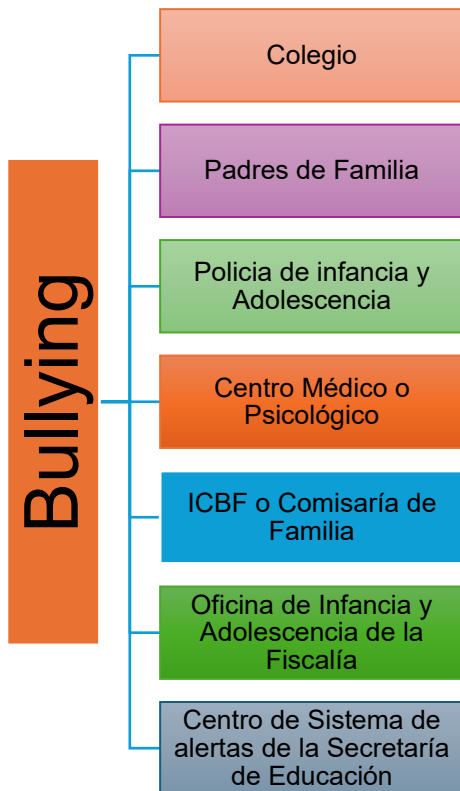 Bullying
Colegio
Padres de Familia
Policia de infancia y
Adolescencia
Centro Médico o
Psicológico
ICBF o Comisaría de
Familia
Oficina de Infancia y
Adolescencia de la
Fiscalía
Centro de Sistema de
alertas de la Secretaría
de Educación